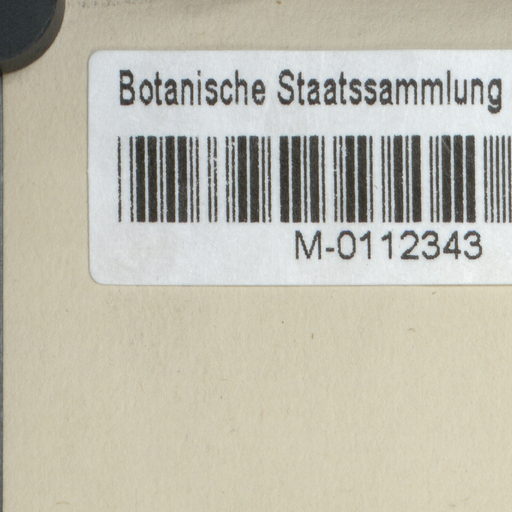 Botanische Staatssammlung
M-0112343